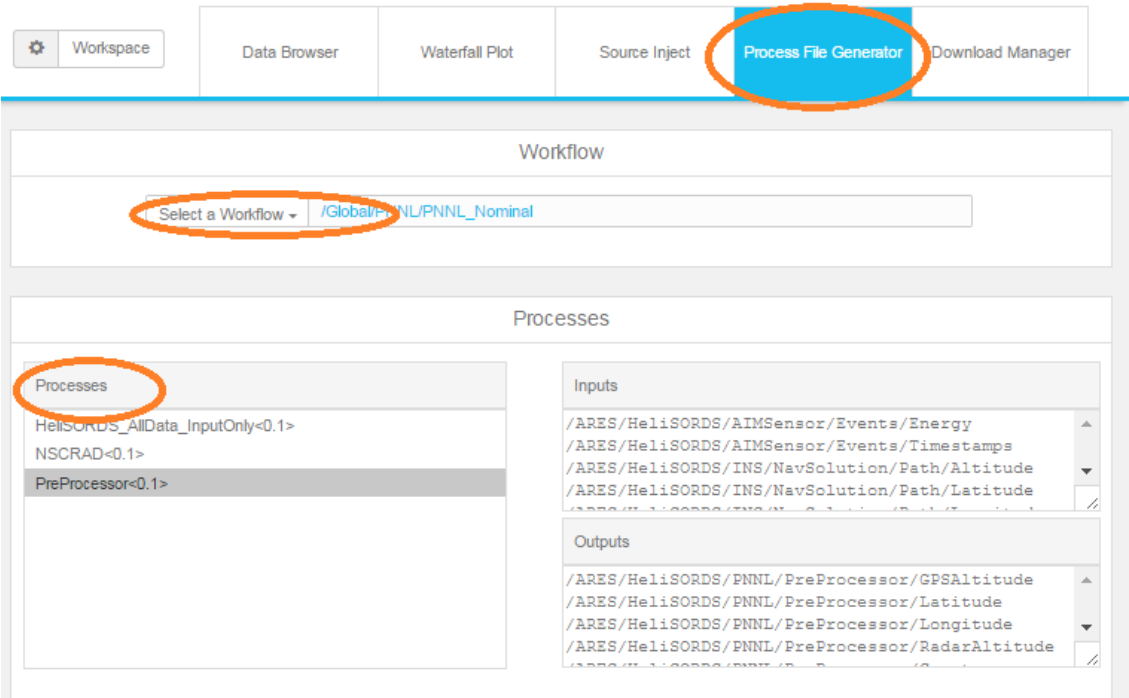 Workspace
Data Browser
Waterfall Plot
Source Inject
Process File Generator
Download Manager
Workflow
Select a Workflow
/Global/PNNL/PNNL_Nominal
Processes
Processes
HeliSORDS_AllData_InputOnly<0.1>
NSCRAD<0.1>
PreProcessor<0.1>
Inputs
/ARES/HeliSORDS/AIMSensor/Events/Energy
/ARES/HeliSORDS/AIMSensor/Events/Timestamps
/ARES/HeliSORDS/INS/NavSolution/Path/Altitude
/ARES/HeliSORDS/INS/NavSolution/Path/Latitude
Outputs
/ARES/HeliSORDS/PNNL/PreProcessor/GPSAltitude
/ARES/HeliSORDS/PNNL/PreProcessor/Latitude
/ARES/HeliSORDS/PNNL/PreProcessor/Longitude
/ARES/HeliSORDS/PNNL/PreProcessor/RadarAltitude